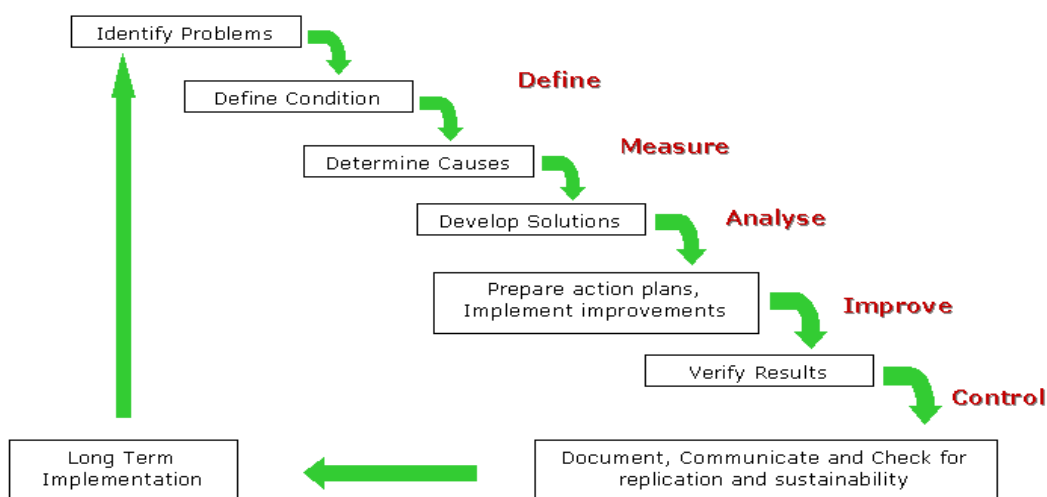 Identify Problems
Define Condition
Define
Determine Causes
Measure
Develop Solutions
Analyse
Prepare action plans,
Implement improvements
Improve
Verify Results
Control
Document, Communicate and Check for
replication and sustainability
Long Term
Implementation